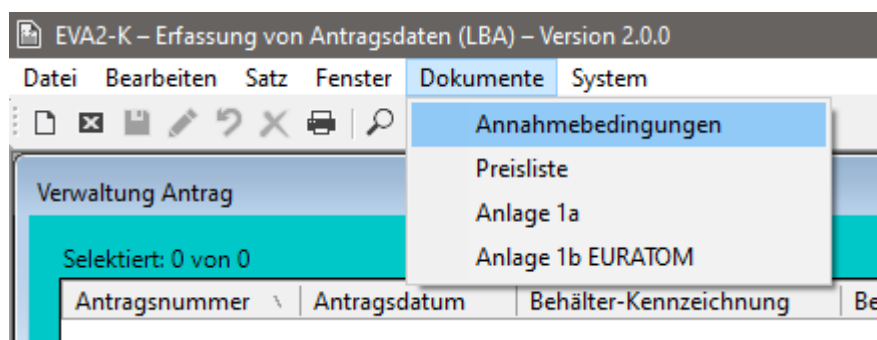 EVA2-K – Erfassung von Antragsdaten (LBA) – Version 2.0.0
Datei Bearbeiten Satz Fenster Dokumente System
Annahmebedingungen
Preisliste
Verwaltung Antrag
Anlage 1a
Selektiert: 0 von 0
Anlage 1b EURATOM
Antragsnummer Antragsdatum Behälter-Kennzeichnung Be